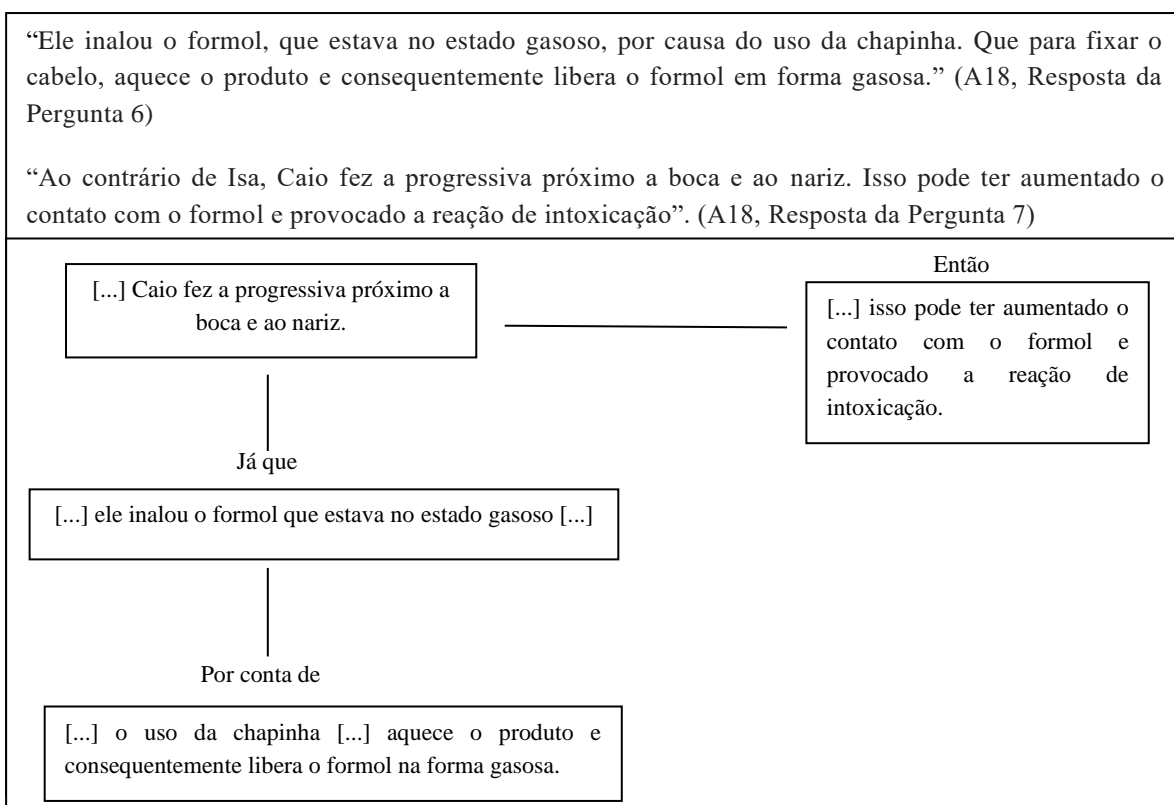 “Ele inalou o formol, que estava no estado gasoso, por causa do uso da chapinha. Que para fixar o
cabelo, aquece o produto e consequentemente libera o formol em forma gasosa.” (A18, Resposta da
Pergunta 6)
“Ao contrário de Isa, Caio fez a progressiva próximo a boca e ao nariz. Isso pode ter aumentado o
contato com o formol e provocado a reação de intoxicação”. (A18, Resposta da Pergunta 7)
[...] Caio fez a progressiva próximo a
boca e ao nariz.
Então
[...] isso pode ter aumentado o
contato com o formol e
provocado a reação de
intoxicação.
Já que
[...] ele inalou o formol que estava no estado gasoso [...]
Por conta de
[...] o uso da chapinha [...] aquece o produto e
consequentemente libera o formol na forma gasosa.